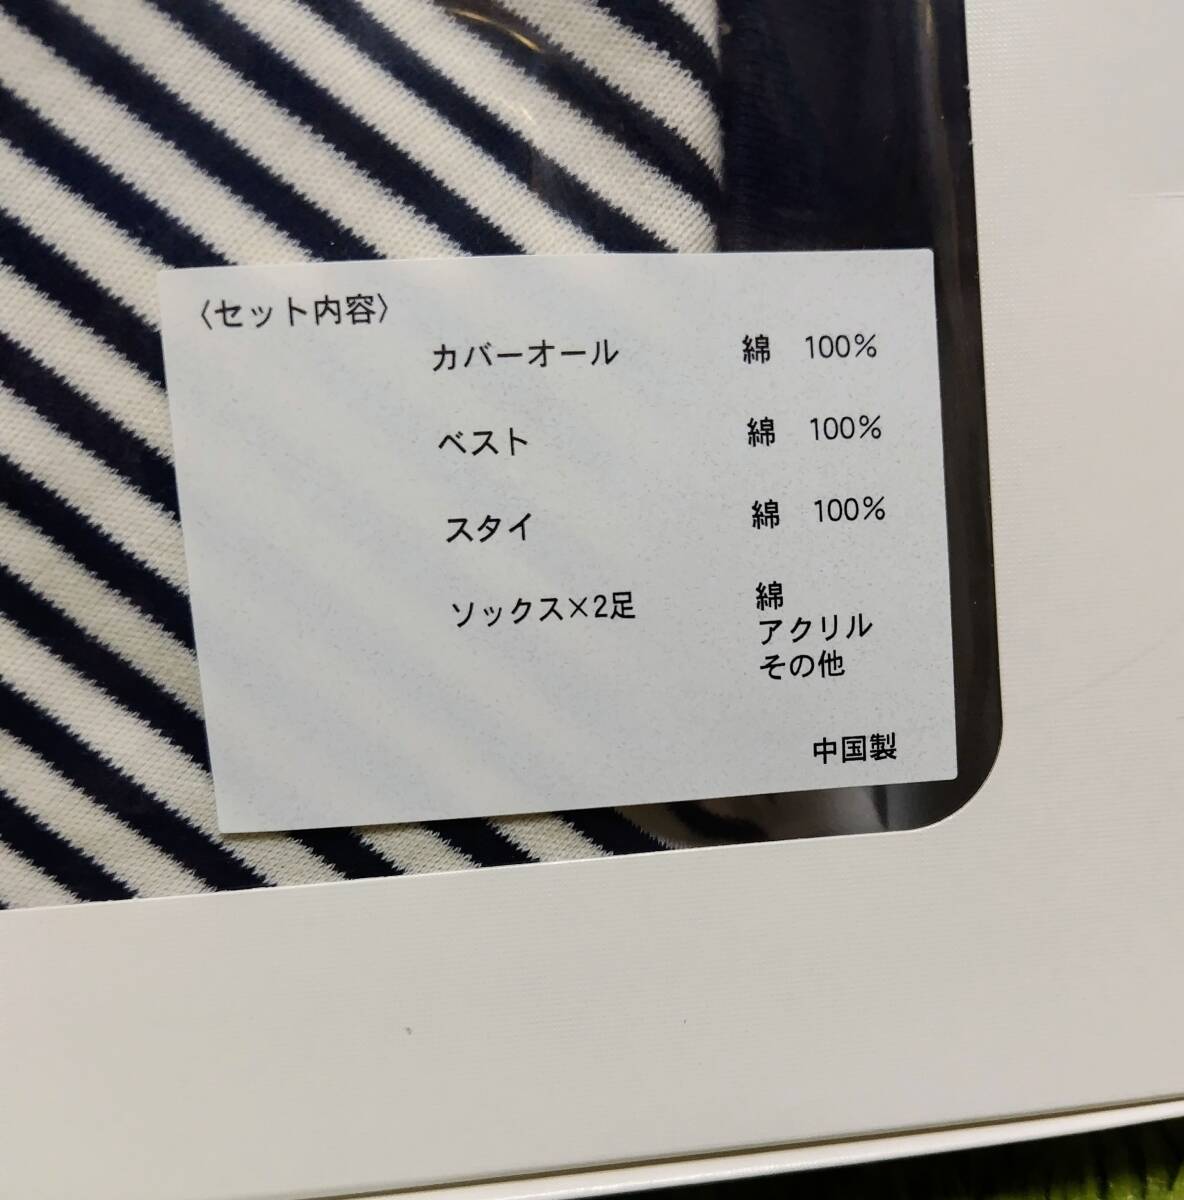 〈セット内容〉
カバーオール　綿　100%
ベスト　綿　100%
スタイ　綿　100%
ソックス×2足　綿
アクリル
その他
中国製